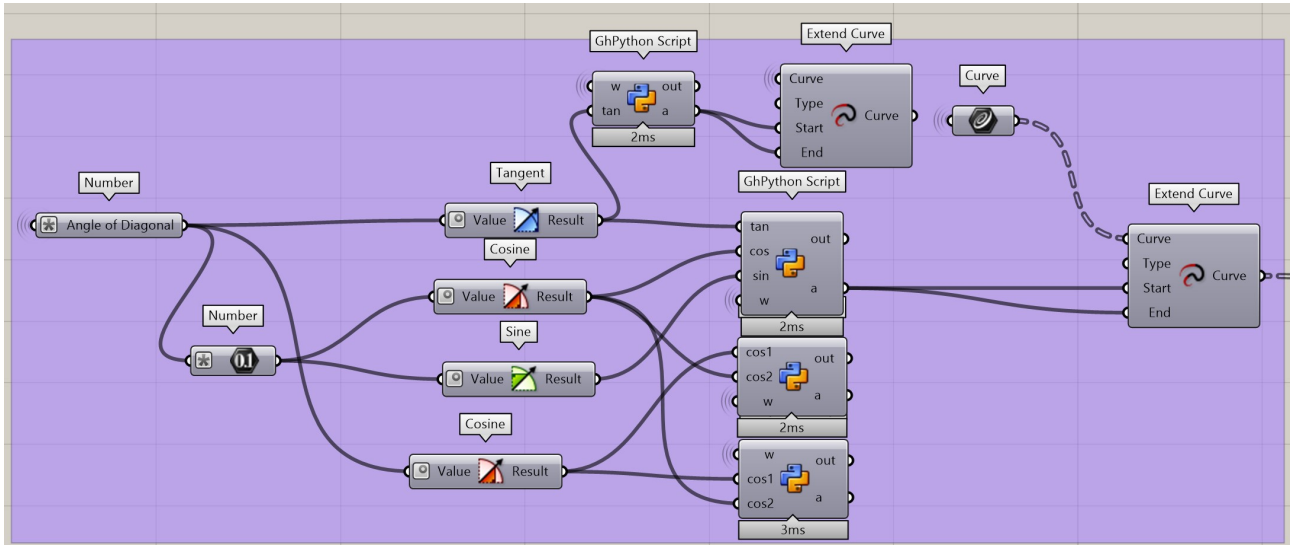 GhPython Script
Extend Curve
w out
tan a
2ms
Curve
Type
Start
End
Curve
Curve
Number
Angle of Diagonal
Tangent
Value Result
Cosine
Value Result
Number
0.1
Sine
Value Result
Cosine
Value Result
GhPython Script
tan
cos
sin
w
out
a
2ms
cos1
cos2
w
out
a
2ms
w
cos1
cos2
out
a
3ms
Extend Curve
Curve
Type
Start
End
Curve